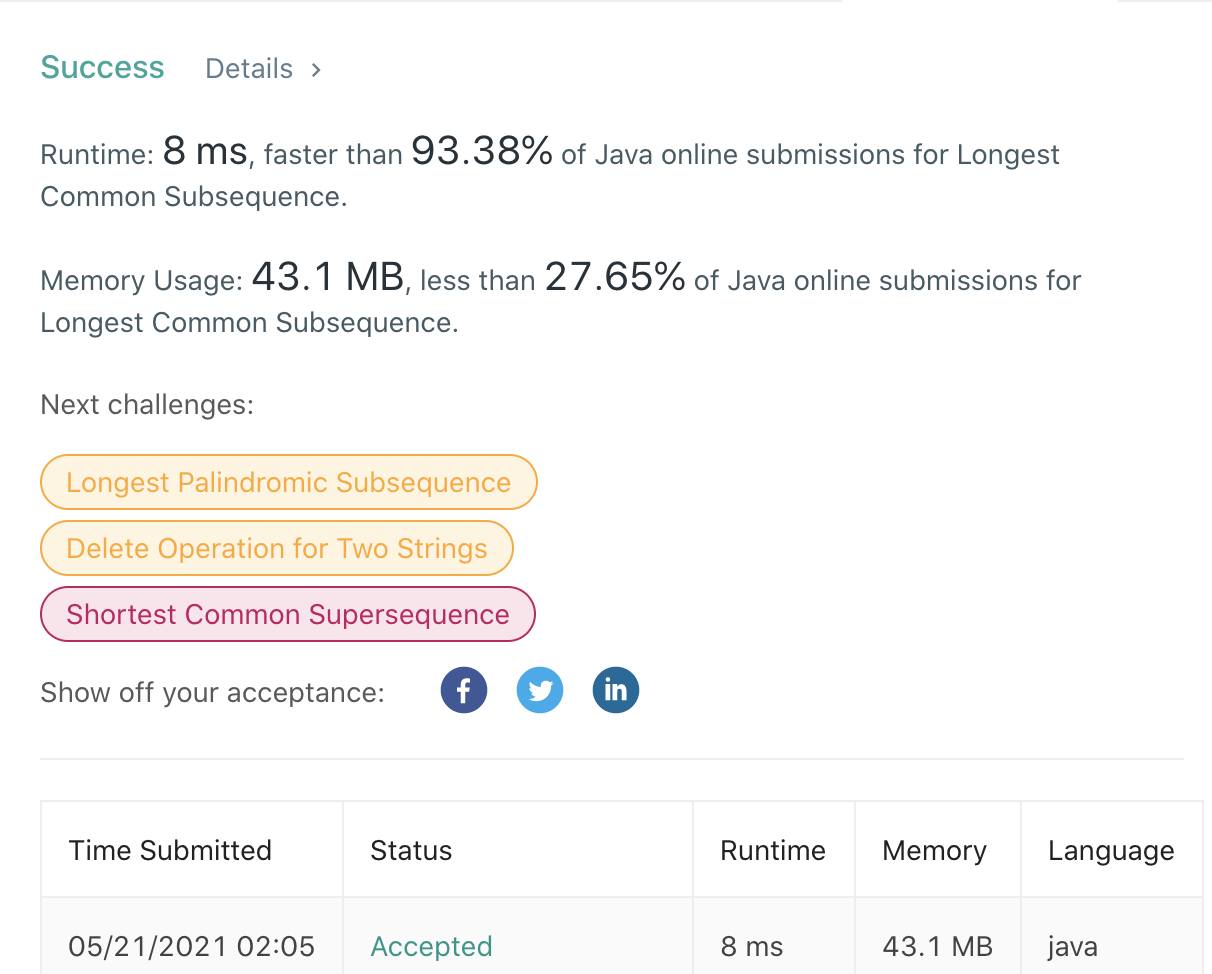 Success Details >
Runtime: 8 ms, faster than 93.38% of Java online submissions for Longest
Common Subsequence.
Memory Usage: 43.1 MB, less than 27.65% of Java online submissions for
Longest Common Subsequence.
Next challenges:
Longest Palindromic Subsequence
Delete Operation for Two Strings
Shortest Common Supersequence
Show off your acceptance: f in
Time Submitted Status Runtime Memory Language
05/21/2021 02:05 Accepted 8 ms 43.1 MB java